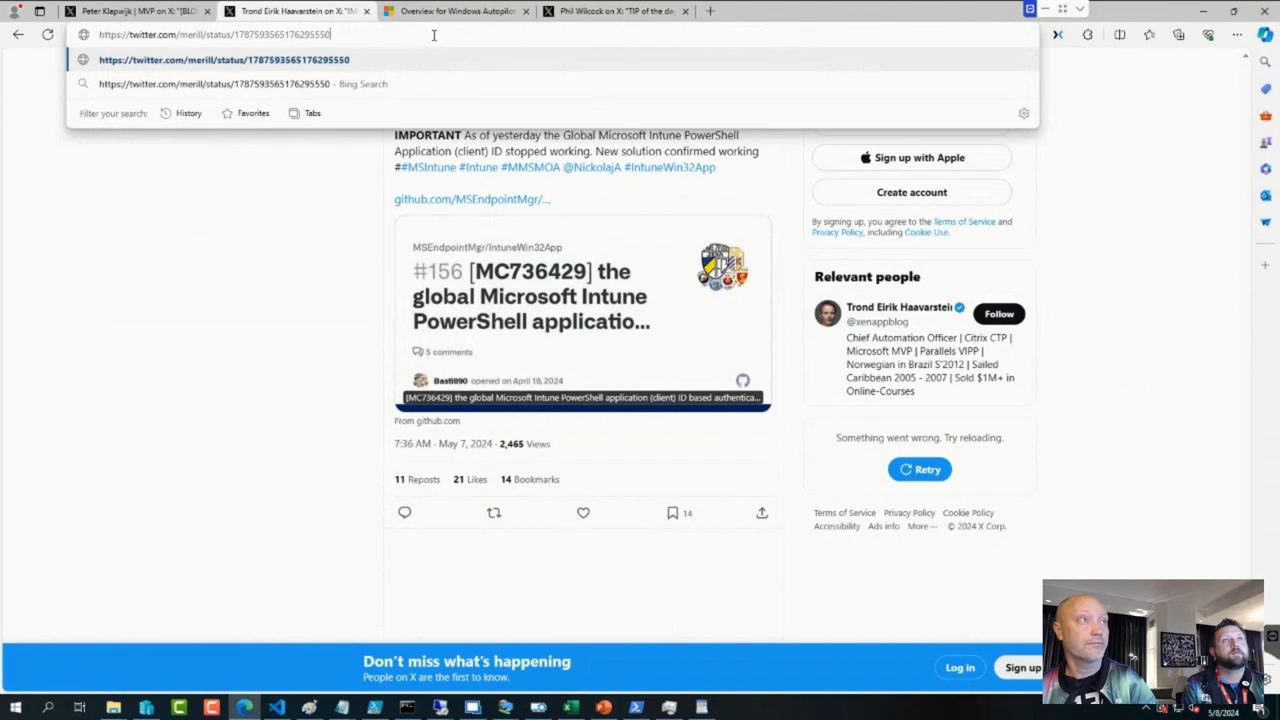 Peter Klapwijk | MVP on X: "[BLO
Trond Eirik Haavarstein on X: "IM
Overview for Windows Autopilot
Phil Wilcock on X: "TIP of the da
https://twitter.com/merill/status/1787593565176295550
https://twitter.com/merill/status/1787593565176295550
https://twitter.com/merill/status/1787593565176295550 - Bing Search
Filter your search:
History
Favorites
Tabs
IMPORTANT As of yesterday the Global Microsoft Intune PowerShell
Application (client) ID stopped working. New solution confirmed working
##MSIntune #Intune #MMSMOA @NickolajA #IntuneWin32App
github.com/MSEndpointMgr/...
MSEndpointMgr/IntuneWin32App
#156 [MC736429] the
global Microsoft Intune
PowerShell applicatio...
5 comments
Basti890 opened on April 16, 2024
[MC736429] the global Microsoft Intune PowerShell application (client) ID based authentica...
From github.com
7:36 AM · May 7, 2024 · 2,465 Views
11 Reposts 21 Likes 14 Bookmarks
14
Sign up with Apple
Create account
By signing up, you agree to the Terms of Service and
Privacy Policy, including Cookie Use.
Relevant people
Trond Eirik Haavarstein
@xenappblog
Follow
Chief Automation Officer | Citrix CTP |
Microsoft MVP | Parallels VIPP |
Norwegian in Brazil S'2012 | Sailed
Caribbean 2005 - 2007 | Sold $1M+ in
Online-Courses
Something went wrong. Try reloading.
Retry
Terms of Service Privacy Policy Cookie Policy
Accessibility Ads info More ··· © 2024 X Corp.
Don't miss what's happening
People on X are the first to know.
Log in
Sign up
5/8/2024